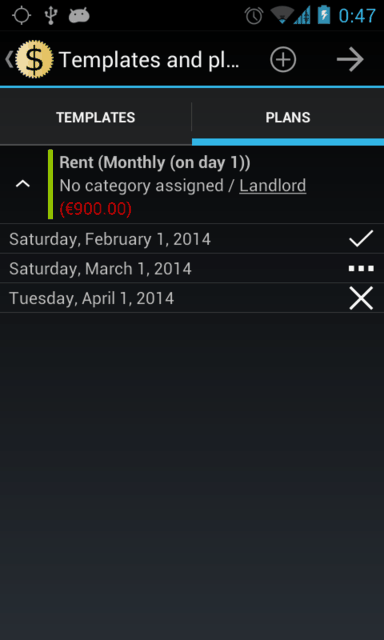 0:47
$ Templates and pl...
TEMPLATES
PLANS
Rent (Monthly (on day 1))
No category assigned / Landlord
(€900.00)
Saturday, February 1, 2014
Saturday, March 1, 2014
Tuesday, April 1, 2014